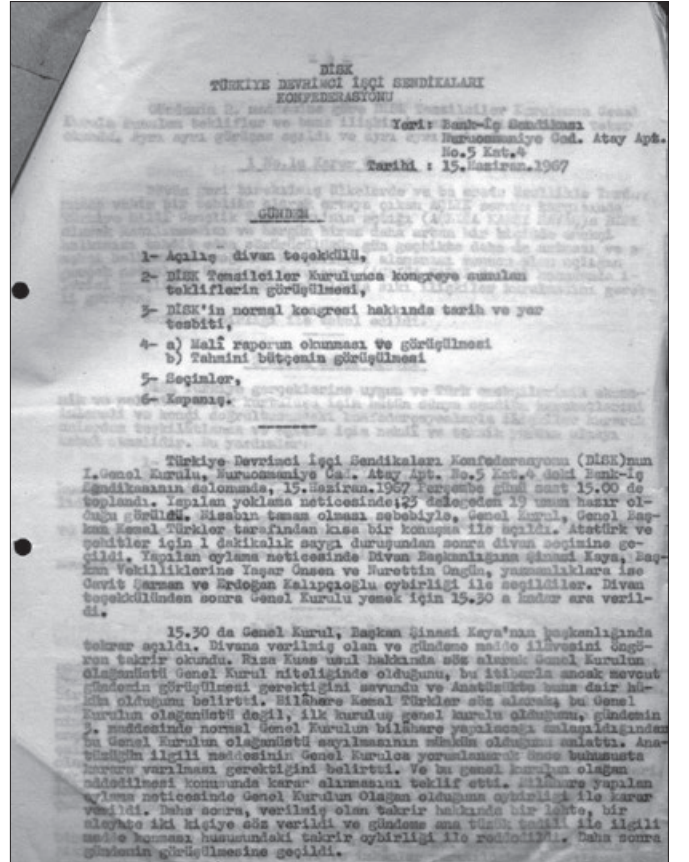 DİSK
TÜRKİYE DEVRİMCİ İŞÇİ SENDİKALARI
KONFEDERASYONU
Yeri: Bank-İş Sendikası
Nuruosmaniye Cad. Atay Apt.
No.5 Kat.4
Tarihi : 15.Haziran.1967
GÜNDEM
1- Açılış divan teşekkülü,
2- DİSK Temsilciler Kurulunca kongreye sunulan
tekliflerin görüşülmesi,
3- DİSK'in normal kongresi hakkında tarih ve yer
tesbiti,
4- a) Malî raporun okunması ve görüşülmesi
b) Tahmini bütçenin görüşülmesi
5- Seçimler,
6- Kapanış.
Türkiye Devrimci İşçi Sendikaları Konfederasyonu (DİSK)nun
I.Genel Kurulu, Nuruosmaniye Cad. Atay Apt. No.5 Kat.4 deki Bank-İş
Sendikasının salonunda, 15.Haziran.1967 Perşembe günü saat 15.00 de
toplandı. Yapılan yoklama neticesinde;23 delegeden 19 unun hazır ol-
duğu görüldü. Nisabın tamam olması sebebiyle, Genel Kurul, Genel Baş-
kan Kemal Türkler tarafından kısa bir konuşma ile açıldı. Atatürk ve
şehitler için 1 dakikalık saygı duruşundan sonra divan seçimine ge-
çildi. Yapılan oylama neticesinde Divan Başkanlığına Şinasi Kaya, Baş-
kan Vekilliklerine Yaşar Önsen ve Nurettin Öngün, yazmanlıklara ise
Cavit Şarman ve Erdoğan Kalıpçıoğlu oybirliği ile seçildiler. Divan
teşekkülünden sonra Genel Kurulu yemek için 15.30 a kadar ara veril-
di.
15.30 da Genel Kurul, Başkan Şinasi Kaya'nın başkanlığında
tekrar açıldı. Divana verilmiş olan ve gündeme madde ilâvesini öngö-
ren takrir okundu. Rıza Kuas usul hakkında söz alarak Genel Kurulun
olağanüstü Genel Kurul niteliğinde olduğunu, bu itibarla ancak mevcut
gündemin görüşülmesi gerektiğini savundu ve Anatüzükte buna dair hü-
küm olduğunu belirtti. Bilâhare Kemal Türkler söz alarak, bu Genel
Kurulun olağanüstü değil, ilk kuruluş genel kurulu olduğunu, gündemin
3. maddesinde normal Genel Kurulun bilâhare yapılacağı anlaşıldığından
bu Genel Kurulun olağanüstü sayılmasının mümkün olduğunu anlattı. Ana-
tüzüğün ilgili maddesinin Genel Kurulca yorumlanarak önce bu hususta
karara varılması gerektiğini belirtti. Ve bu genel kurulun olağan
addedilmesi konusunda karar alınmasını teklif etti. Bilâhare yapılan
oylama neticesinde Genel Kurulun Olağan olduğuna oybirliği ile karar
verildi. Daha sonra, verilmiş olan takrir hakkında bir lehte, bir
aleyhte iki kişiye söz verildi ve gündeme ana tüzük tadili ile ilgili
madde konması hususundaki takrir oybirliği ile reddedildi. Daha sonra
gündemin görüşülmesine geçildi.